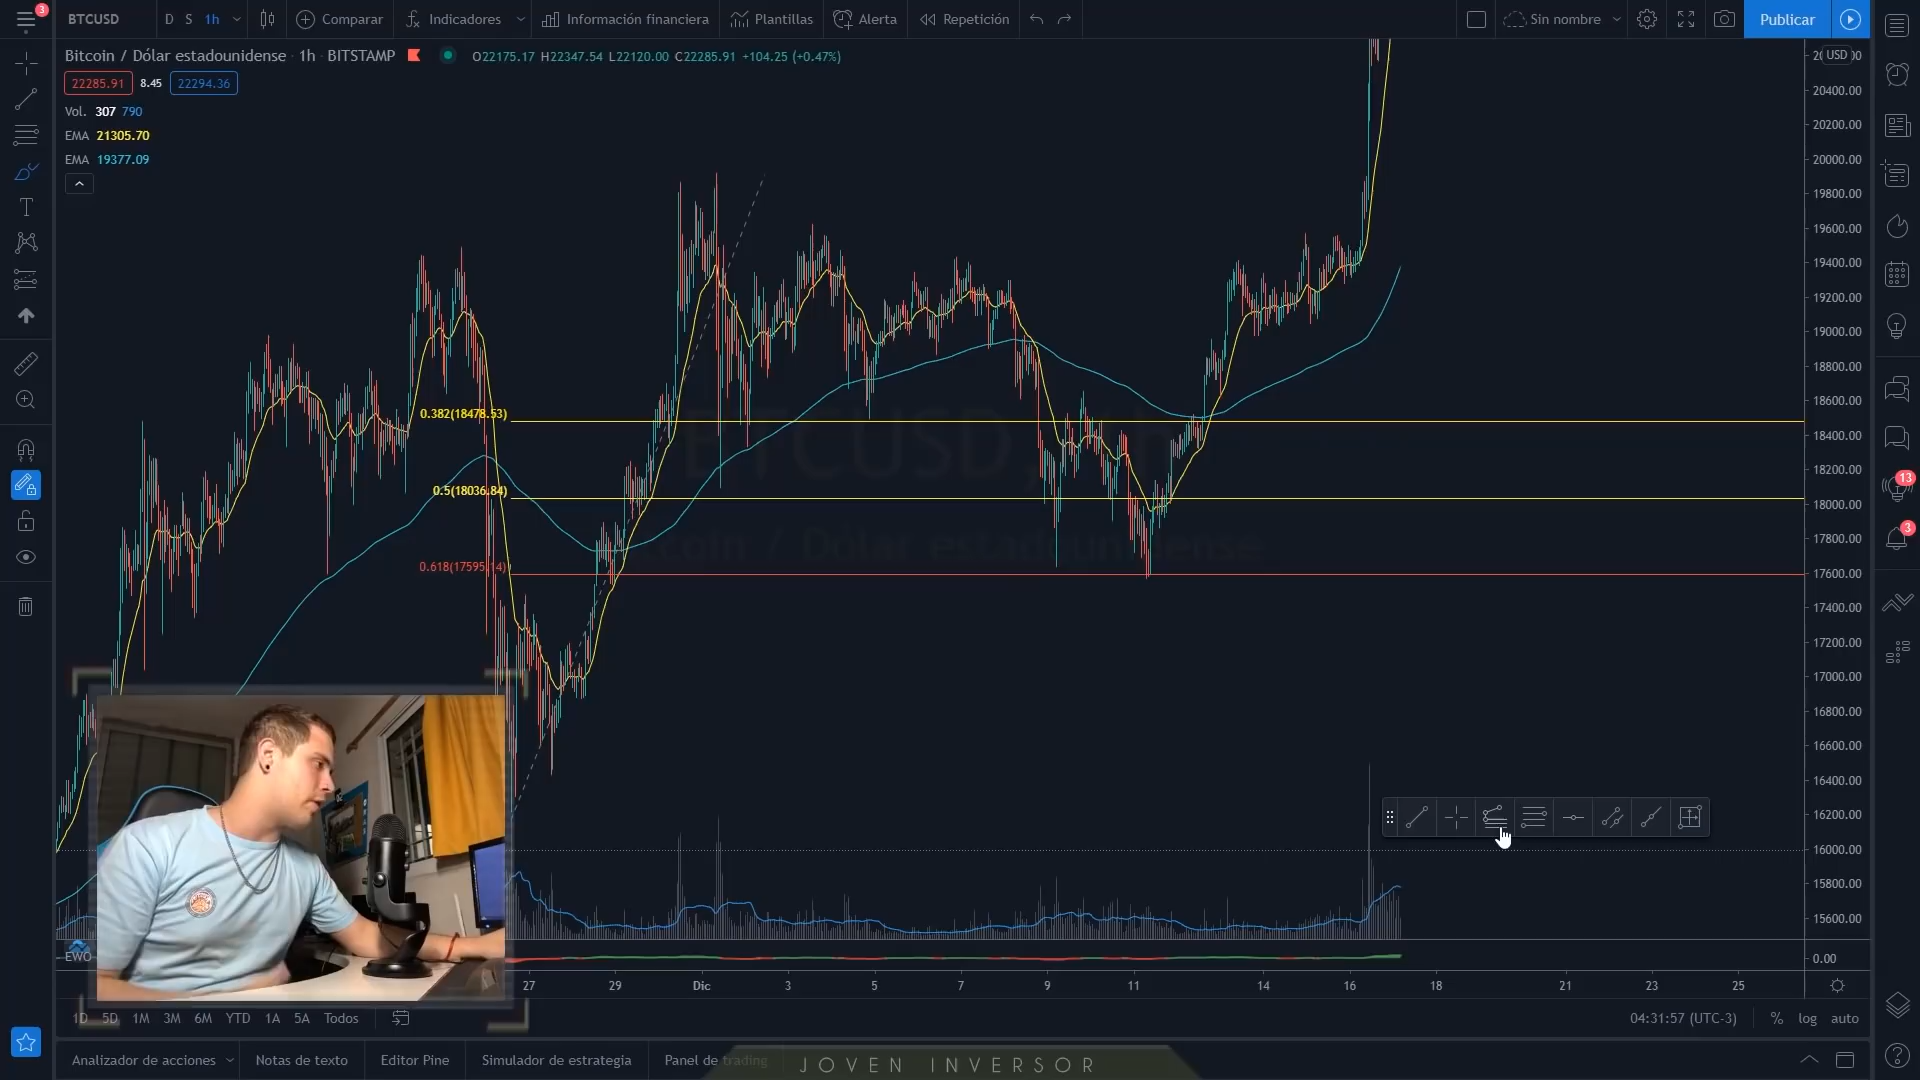 3
BTCUSD D S 1h Comparar Indicadores Información financiera Plantillas Alerta Repetición Sin nombre Publicar
Bitcoin / Dólar estadounidense · 1h · BITSTAMP O22175.17 H22347.54 L22120.00 C22285.91 +104.25 (+0.47%)
22285.91 8.45 22294.36
Vol. 307 790
EMA 21305.70
EMA 19377.09
USD
20400.00
20200.00
20000.00
19800.00
19600.00
19400.00
19200.00
19000.00
18800.00
18600.00
18400.00
18200.00
18000.00
17800.00
17600.00
17400.00
17200.00
17000.00
16800.00
16600.00
16400.00
16200.00
16000.00
15800.00
15600.00
0.00
0.382(18478.53)
0.5(18036.84)
0.618(17595.14)
BTCUSD, 1h
Bitcoin / Dólar estadounidense
13
3
EWO
27 29 Dic 3 5 7 9 11 14 16 18 21 23 25
1D 5D 1M 3M 6M YTD 1A 5A Todos 04:31:57 (UTC-3) % log auto
Analizador de acciones Notas de texto Editor Pine Simulador de estrategia Panel de trading
JOVEN INVERSOR